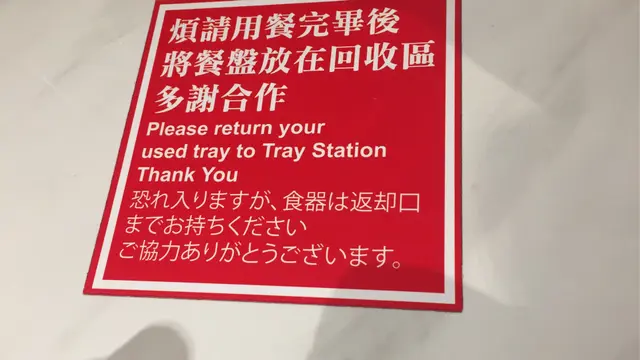 煩請用餐完畢後
將餐盤放在回收區
多謝合作
Please return your
used tray to Tray Station
Thank You
恐れ入りますが、食器は返却口
までお持ちください
ご協力ありがとうございます。